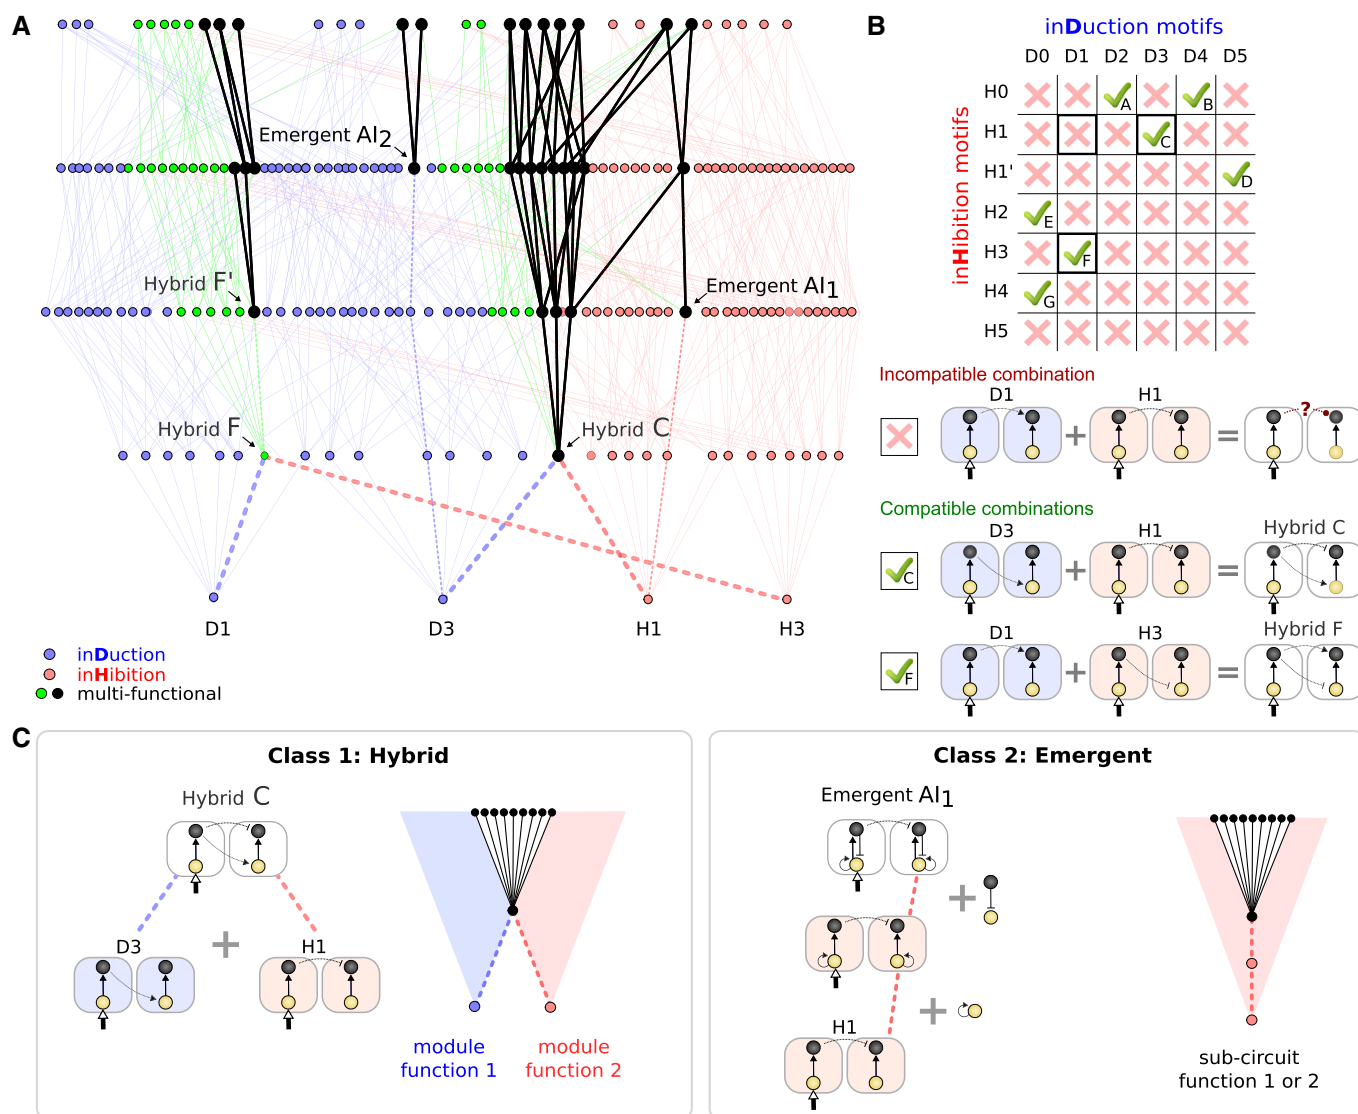 A
Emergent AI2
Hybrid F'
Emergent AI1
Hybrid F
Hybrid C
D1
D3
H1
H3
inDuction
inHibition
multi-functional
B
inDuction motifs
D0 D1 D2 D3 D4 D5
inHibition motifs
H0 A B
H1 C
H1' D
H2 E
H3 F
H4 G
H5
Incompatible combination
D1 + H1 = ?
Compatible combinations
D3 H1 Hybrid C
C + =
D1 H3 Hybrid F
F + =
C
Class 1: Hybrid
Hybrid C
D3 + H1
module
function 1
module
function 2
Class 2: Emergent
Emergent AI1
+
+
H1
sub-circuit
function 1 or 2